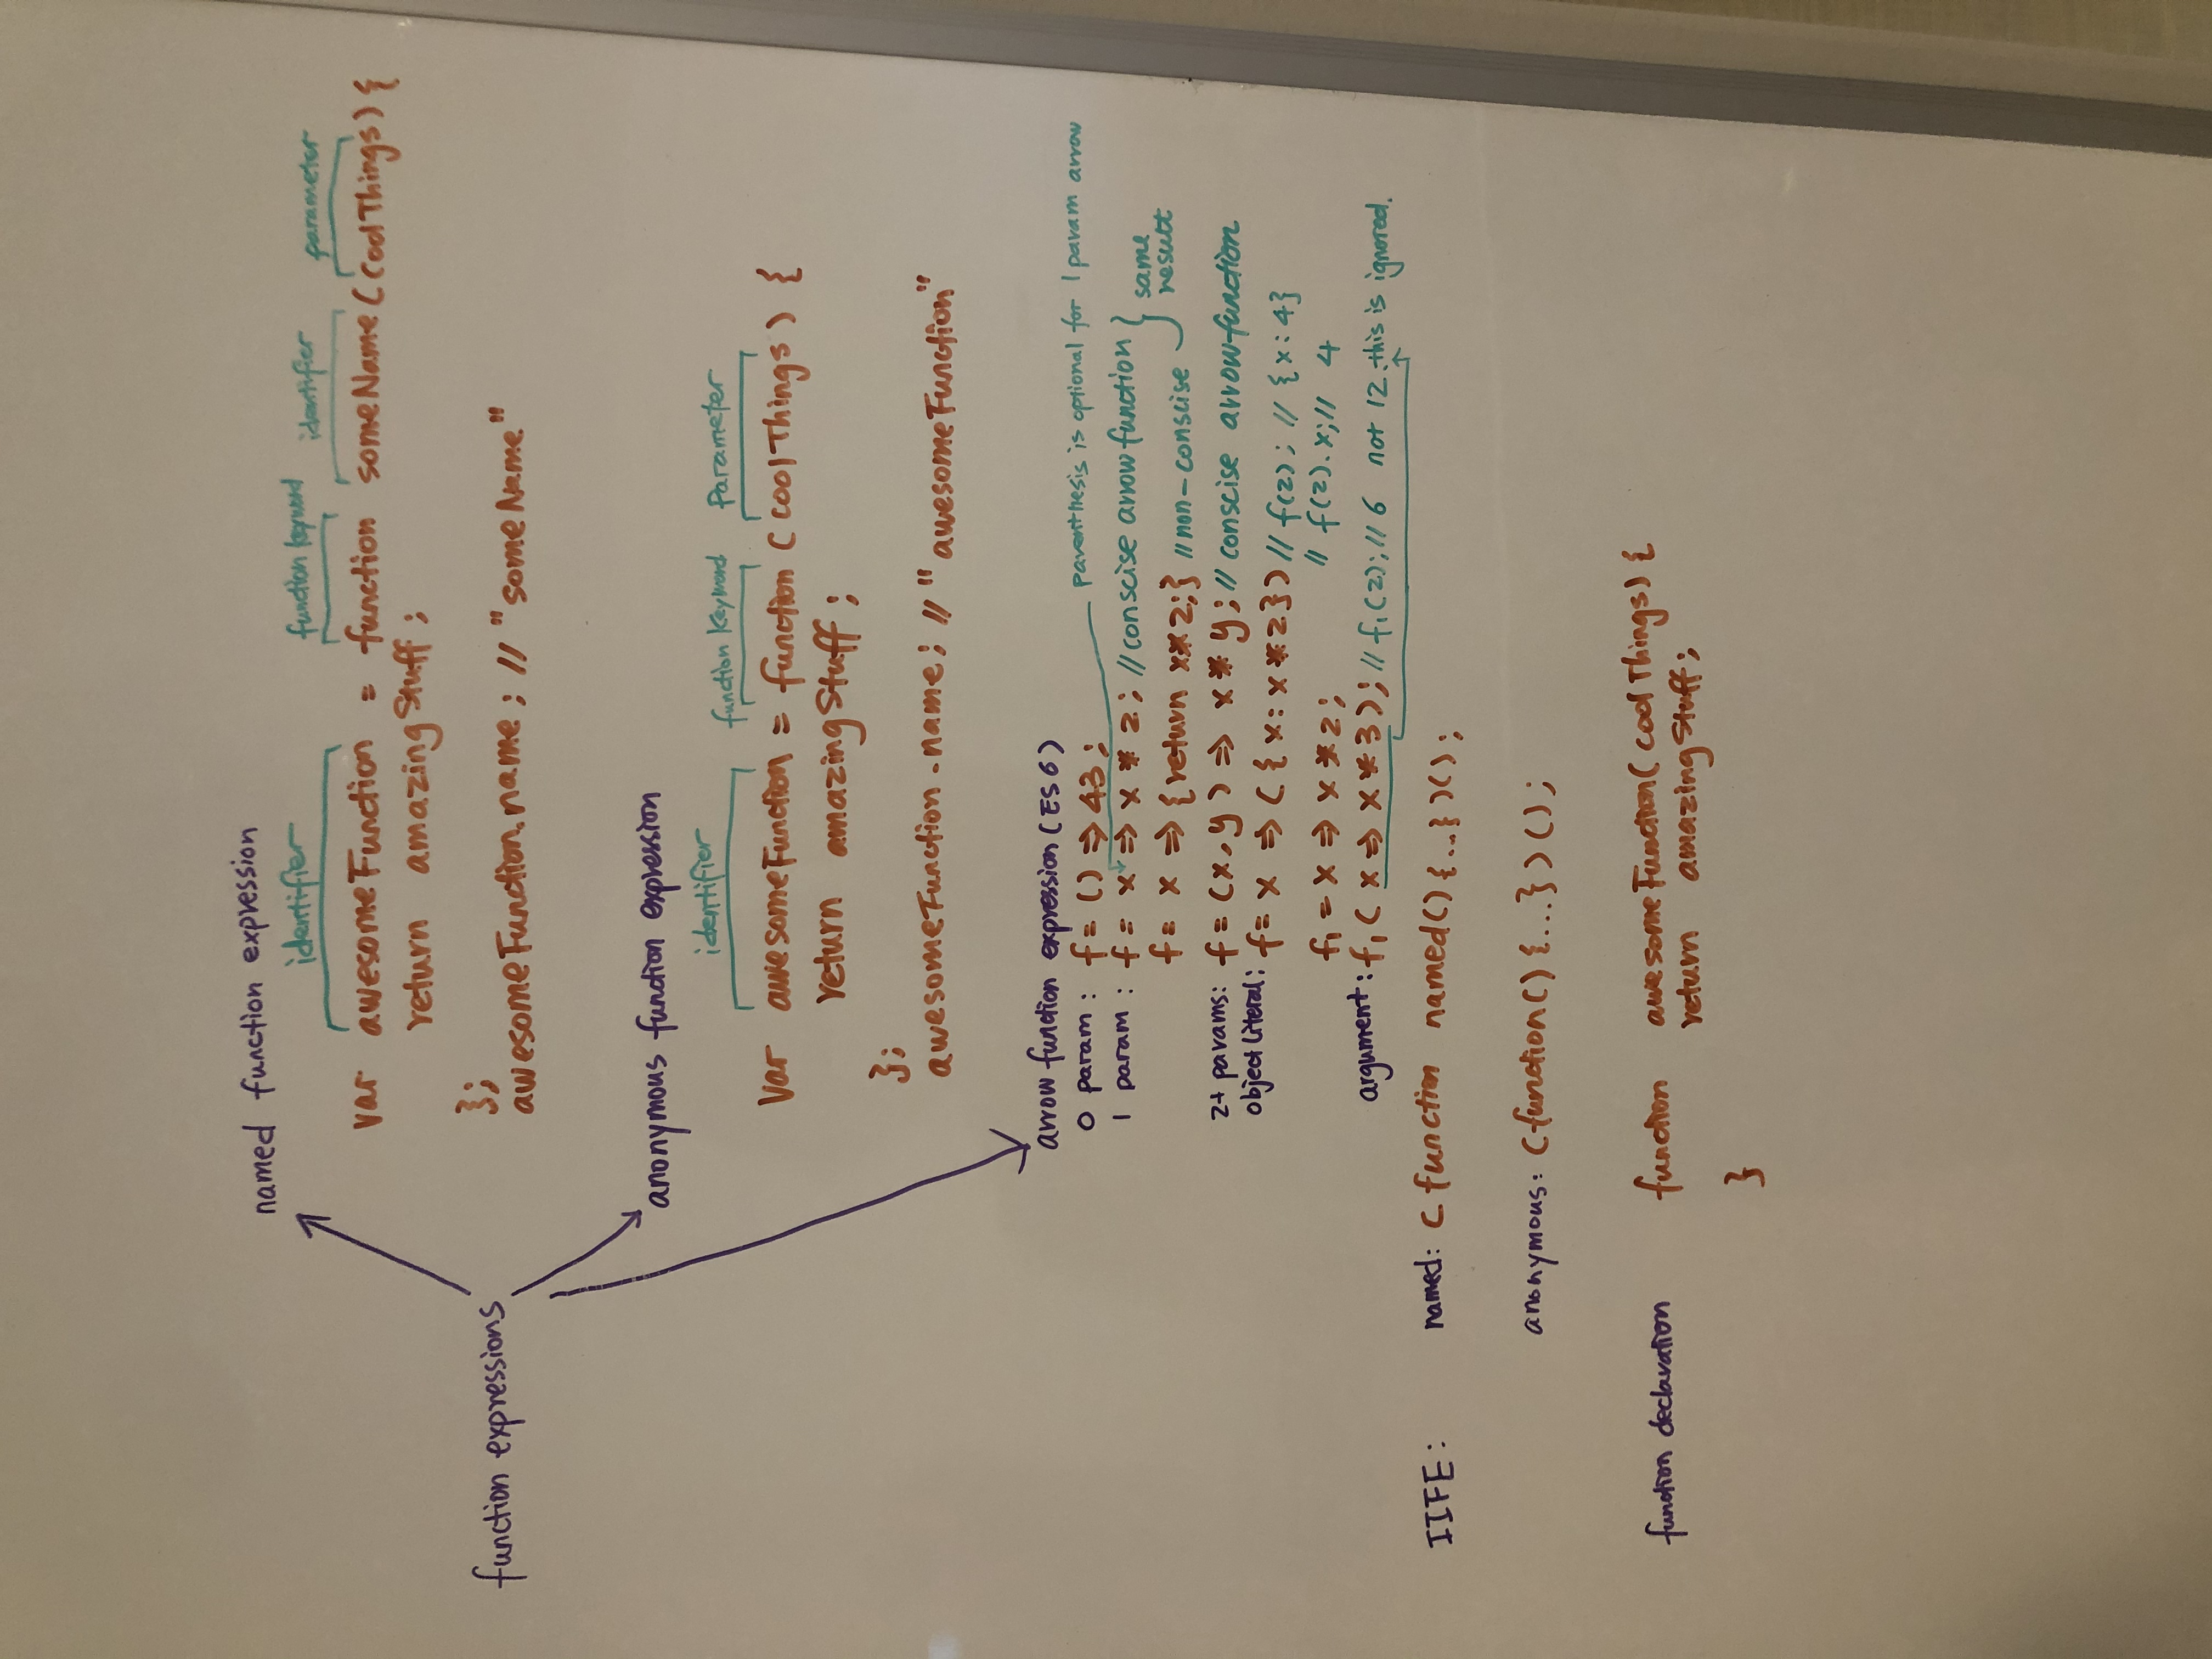 named function expression
identifier function keyword identifier parameter
var awesomeFunction = function someName(coolThings){
return amazingStuff;
};
function expressions
awesomeFunction.name; // "someName"
anonymous function expression
identifier function keyword parameter
var awesomeFunction = function (coolThings) {
return amazingStuff;
};
awesomeFunction.name; // "awesomeFunction"
arrow function expression (ES6)
0 param: f = () => 43; parenthesis is optional for 1 param arrow
1 param: f = x => x * 2; // conscise arrow function
same result
f = x => {return x*2;} // non-conscise
2+ params: f = (x,y) => x * y; // conscise arrow function
object literal: f = x => ({x: x*2}) // f(2); // {x:4}
// f(2).x; // 4
f1 = x => x * 2;
argument: f1( x => x * 3 ); // f1(2); // 6 not 12. this is ignored.
IIFE: named: (function named(){...})();
anonymous: (function(){...})();
function declaration function awesomeFunction(coolThings){
return amazingStuff;
}